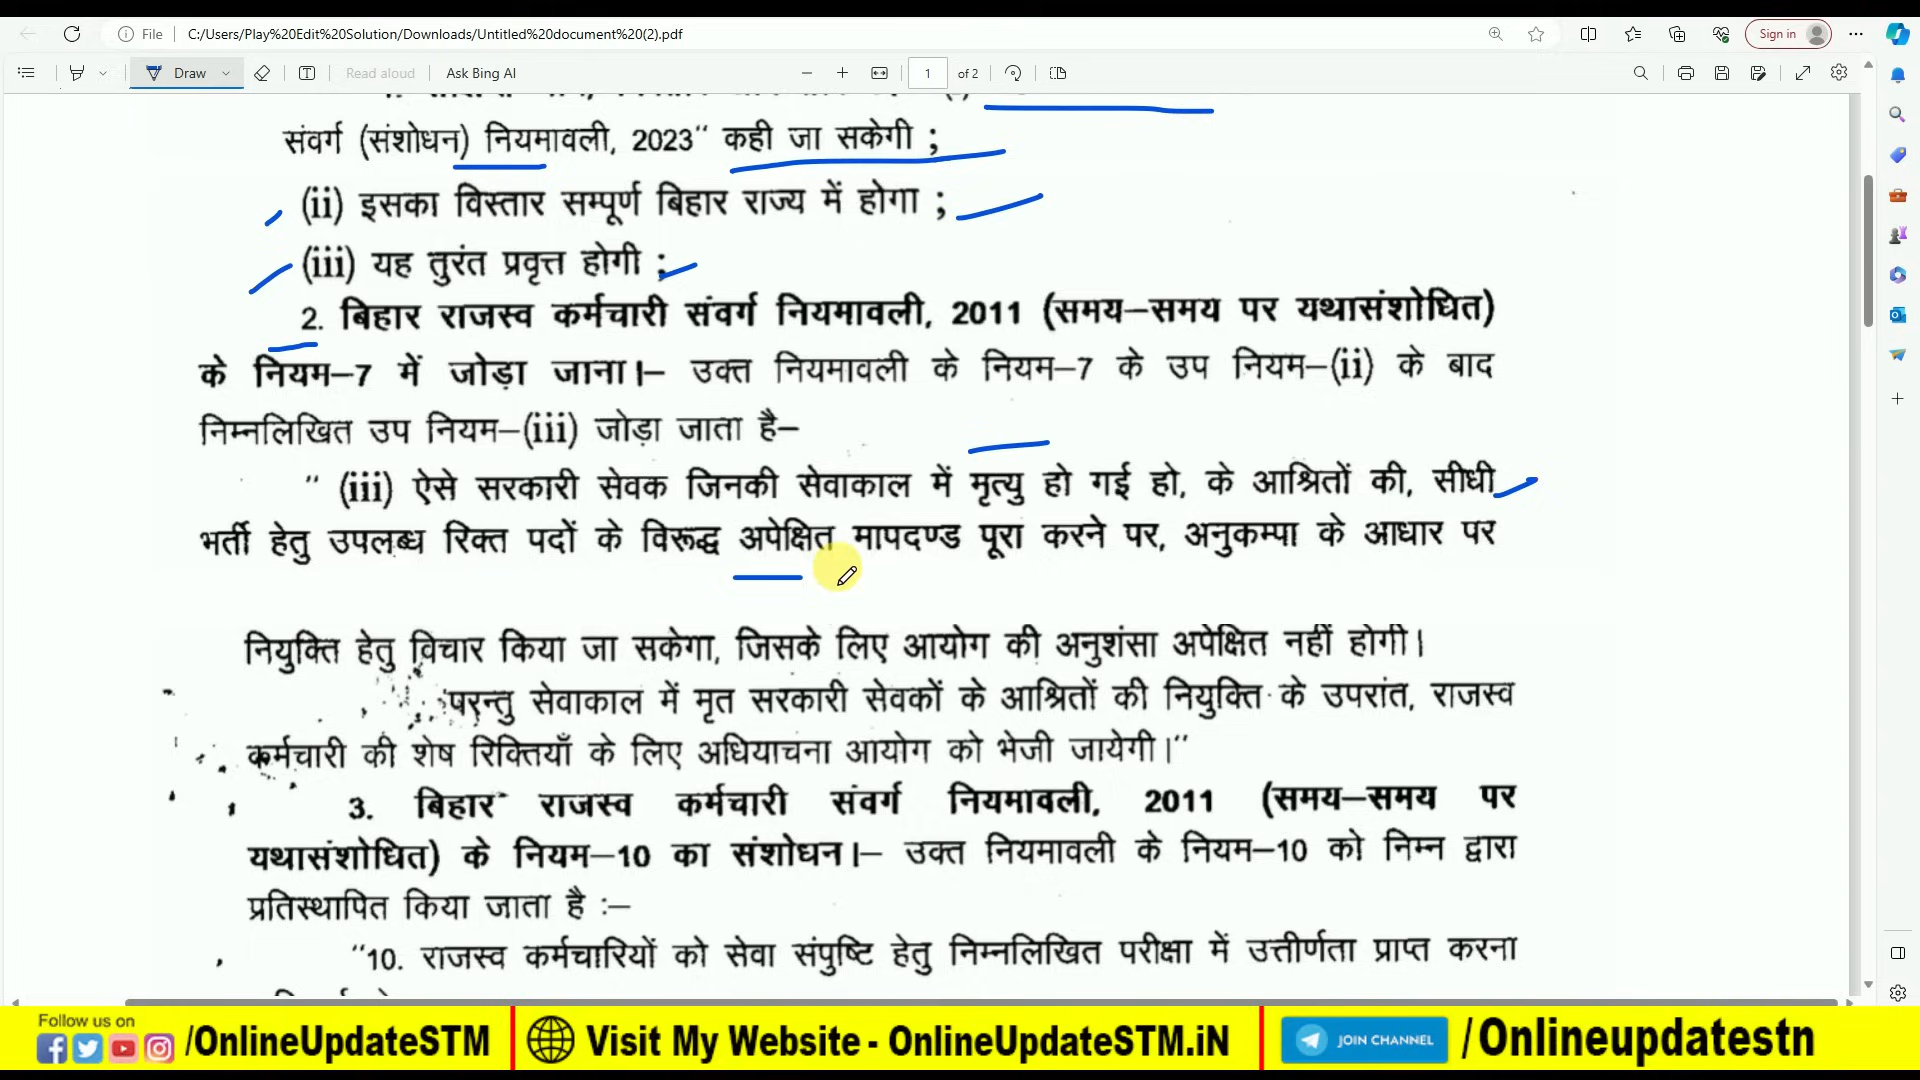 File
C:/Users/Play%20Edit%20Solution/Downloads/Untitled%20document%20(2).pdf
Sign in
Draw
Read aloud
Ask Bing AI
1 of 2
संवर्ग (संशोधन) नियमावली, 2023" कही जा सकेगी ;
(ii) इसका विस्तार सम्पूर्ण बिहार राज्य में होगा ;
(iii) यह तुरंत प्रवृत्त होगी ;
2. बिहार राजस्व कर्मचारी संवर्ग नियमावली, 2011 (समय–समय पर यथासंशोधित)
के नियम–7 में जोड़ा जाना।– उक्त नियमावली के नियम–7 के उप नियम–(ii) के बाद
निम्नलिखित उप नियम–(iii) जोड़ा जाता है–
" (iii) ऐसे सरकारी सेवक जिनकी सेवाकाल में मृत्यु हो गई हो, के आश्रितों की, सीधी
भर्ती हेतु उपलब्ध रिक्त पदों के विरूद्ध अपेक्षित मापदण्ड पूरा करने पर, अनुकम्पा के आधार पर
नियुक्ति हेतु विचार किया जा सकेगा, जिसके लिए आयोग की अनुशंसा अपेक्षित नहीं होगी।
परन्तु सेवाकाल में मृत सरकारी सेवकों के आश्रितों की नियुक्ति के उपरांत, राजस्व
कर्मचारी की शेष रिक्तियाँ के लिए अधियाचना आयोग को भेजी जायेगी।"
3. बिहार राजस्व कर्मचारी संवर्ग नियमावली, 2011 (समय–समय पर
यथासंशोधित) के नियम–10 का संशोधन।– उक्त नियमावली के नियम–10 को निम्न द्वारा
प्रतिस्थापित किया जाता है :–
"10. राजस्व कर्मचारियों को सेवा संपुष्टि हेतु निम्नलिखित परीक्षा में उत्तीर्णता प्राप्त करना
Follow us on
/OnlineUpdateSTM
Visit My Website - OnlineUpdateSTM.iN
JOIN CHANNEL
/Onlineupdatestn